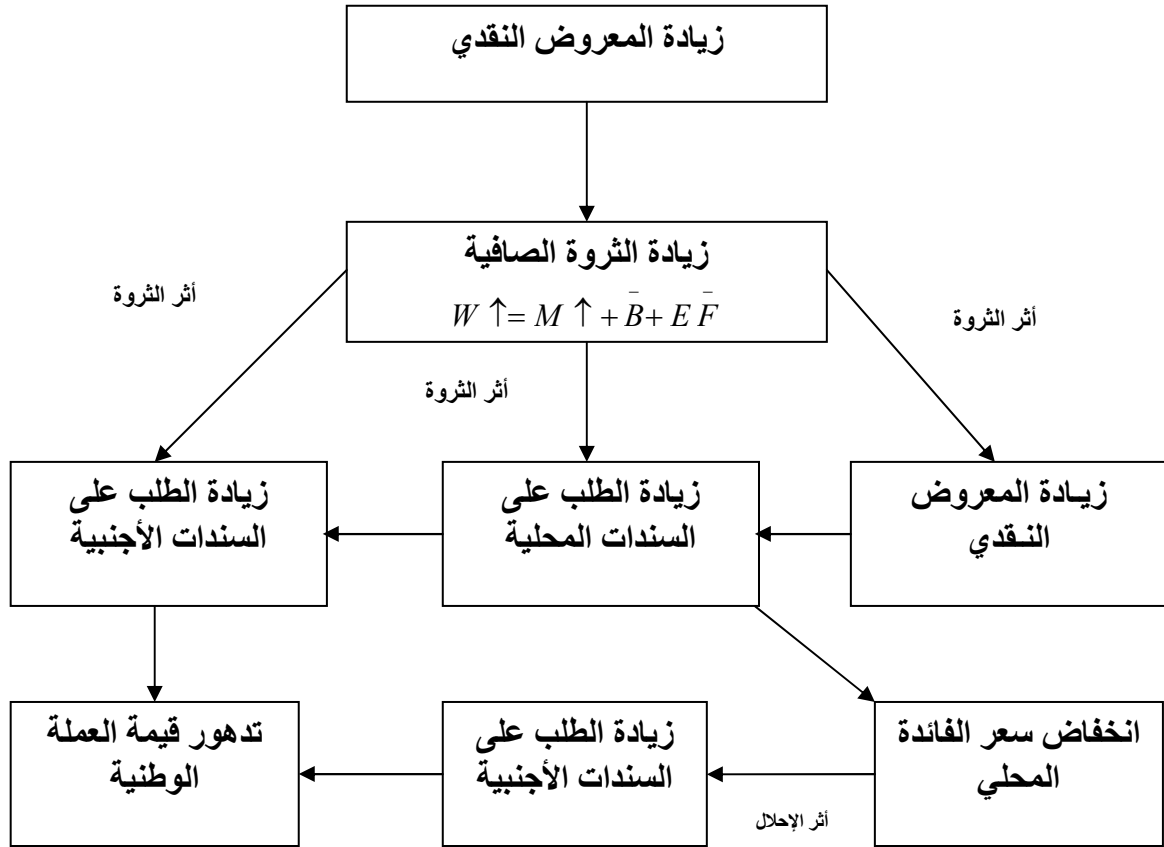 زيادة المعروض النقدي
زيادة الثروة الصافية
W ↑= M ↑ + B̄ + E F̄
أثر الثروة
أثر الثروة
أثر الثروة
زيـادة المعروض
النـقدي
زيادة الطلب على
السندات المحلية
زيادة الطلب على
السندات الأجنبية
انخفاض سعر الفائدة
المحلي
أثر الإحلال
زيادة الطلب على
السندات الأجنبية
تدهور قيمة العملة
الوطنية